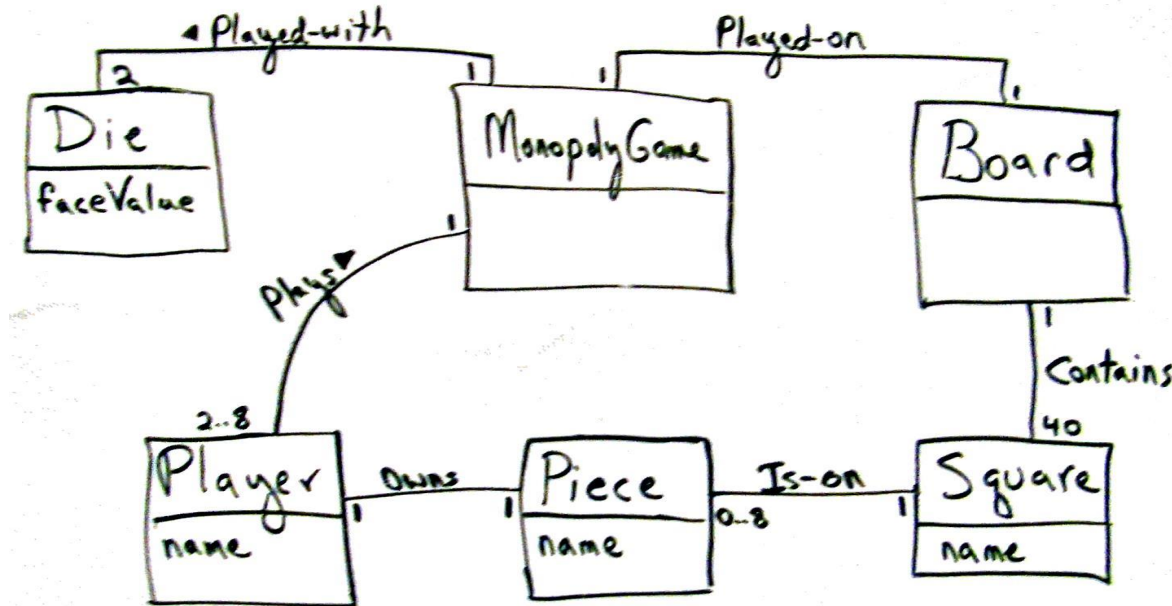 ◄ Played-with
Played-on
2
1
1
1
Die
faceValue
MonopolyGame
Board
1
Plays ►
1
Contains
2..8
40
Player
name
Owns
1
1
Piece
name
Is-on
0..8
1
Square
name